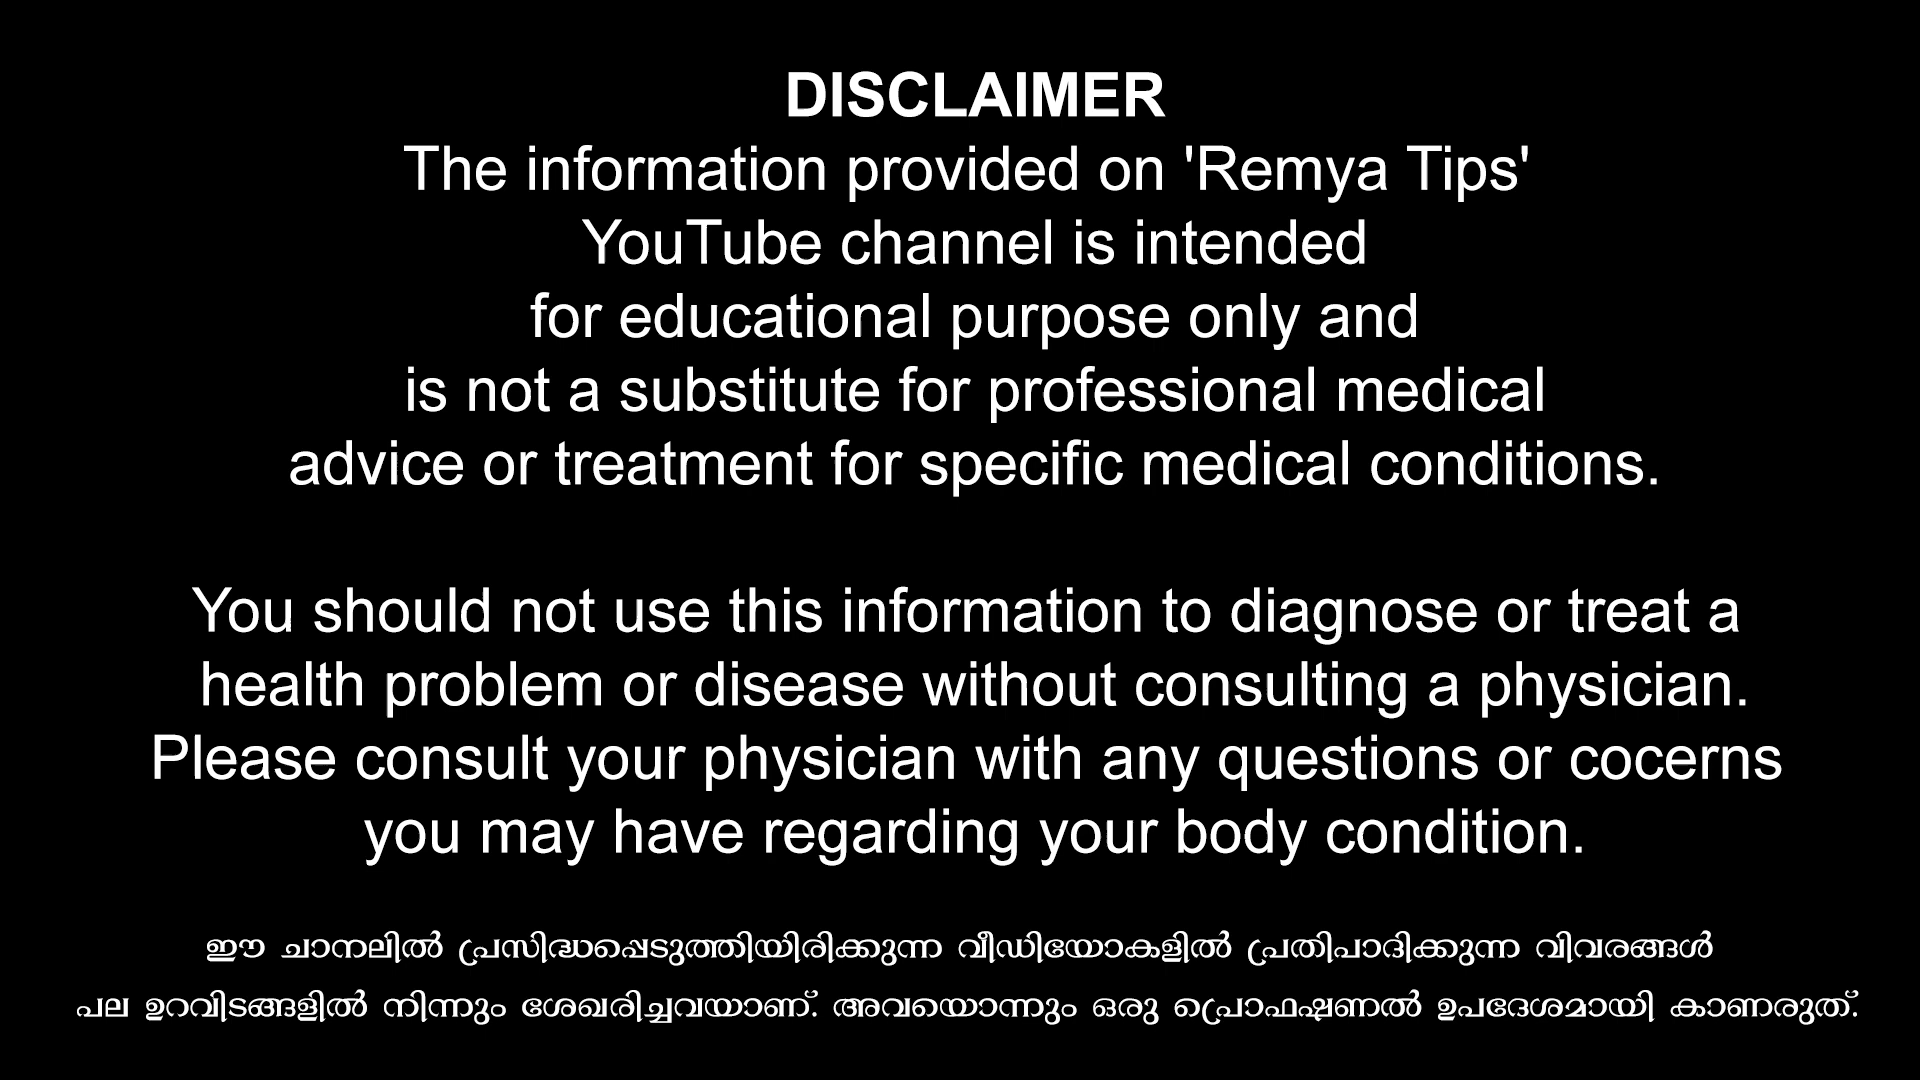 DISCLAIMER
The information provided on 'Remya Tips'
YouTube channel is intended
for educational purpose only and
is not a substitute for professional medical
advice or treatment for specific medical conditions.
You should not use this information to diagnose or treat a
health problem or disease without consulting a physician.
Please consult your physician with any questions or cocerns
you may have regarding your body condition.
ഈ ചാനലിൽ പ്രസിദ്ധപ്പെടുത്തിയിരിക്കുന്ന വീഡിയോകളിൽ പ്രതിപാദിക്കുന്ന വിവരങ്ങൾ
പല ഉറവിടങ്ങളിൽ നിന്നും ശേഖരിച്ചവയാണ്. അവയൊന്നും ഒരു പ്രൊഫഷണൽ ഉപദേശമായി കാണരുത്.